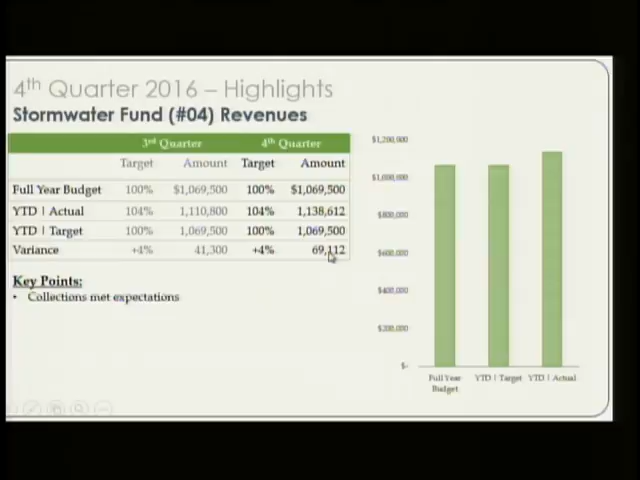 4th Quarter 2016 – Highlights
Stormwater Fund (#04) Revenues
3rd Quarter 4th Quarter
Target Amount Target Amount
Full Year Budget 100% $1,069,500 100% $1,069,500
YTD | Actual 104% 1,110,800 104% 1,138,612
YTD | Target 100% 1,069,500 100% 1,069,500
Variance +4% 41,300 +4% 69,112
Key Points:
• Collections met expectations
$1,200,000
$1,000,000
$800,000
$600,000
$400,000
$200,000
$-
Full Year Budget
YTD | Target
YTD | Actual